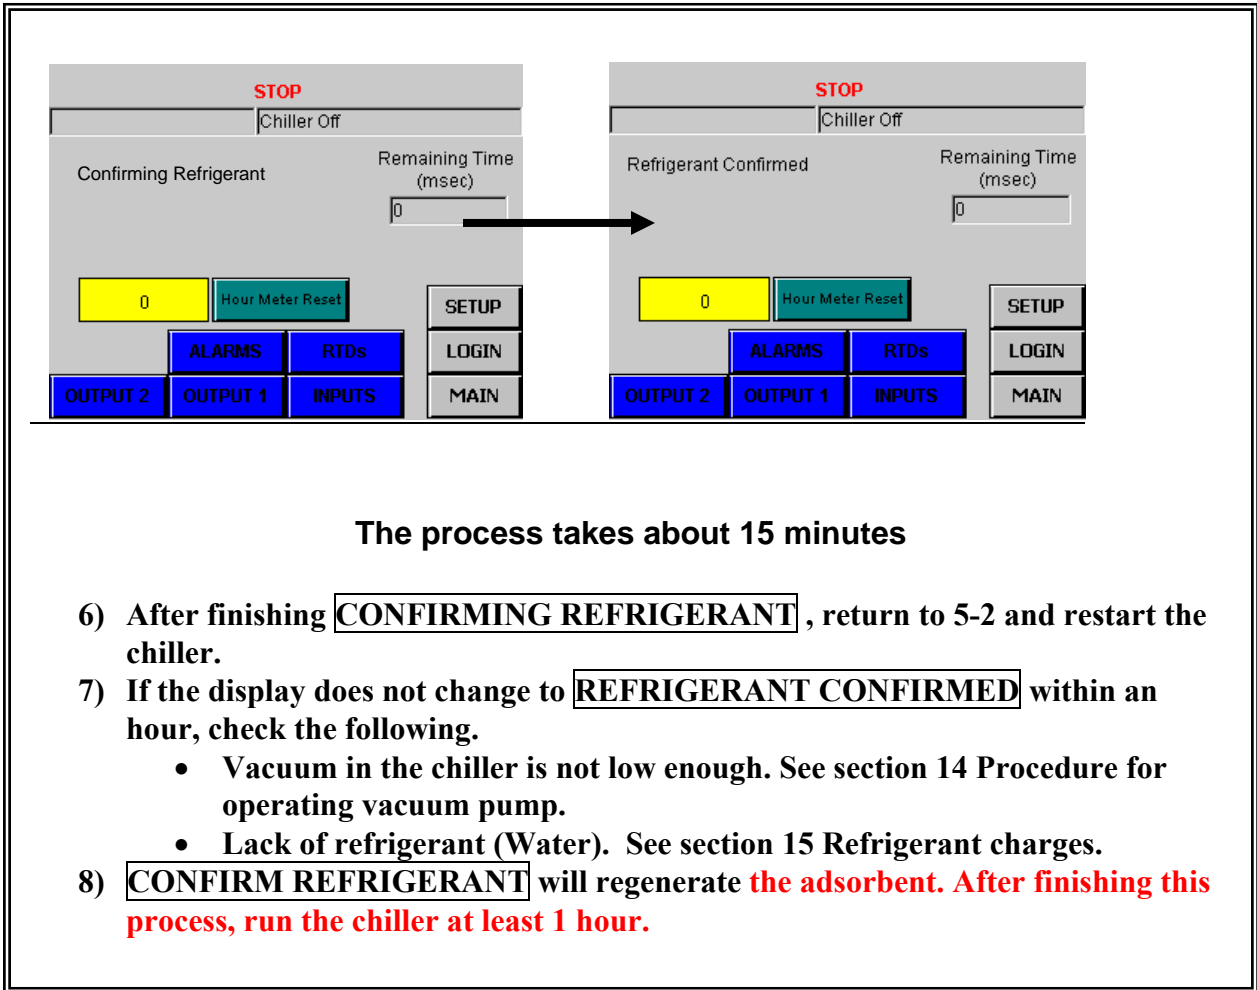 STOP
Chiller Off
Confirming Refrigerant
Remaining Time
(msec)
0
0
Hour Meter Reset
SETUP
ALARMS
RTDs
LOGIN
OUTPUT 2
OUTPUT 1
INPUTS
MAIN
STOP
Chiller Off
Refrigerant Confirmed
Remaining Time
(msec)
0
0
Hour Meter Reset
SETUP
ALARMS
RTDs
LOGIN
OUTPUT 2
OUTPUT 1
INPUTS
MAIN
The process takes about 15 minutes
6) After finishing CONFIRMING REFRIGERANT , return to 5-2 and restart the
chiller.
7) If the display does not change to REFRIGERANT CONFIRMED within an
hour, check the following.
• Vacuum in the chiller is not low enough. See section 14 Procedure for
operating vacuum pump.
• Lack of refrigerant (Water).  See section 15 Refrigerant charges.
8) CONFIRM REFRIGERANT will regenerate the adsorbent. After finishing this
process, run the chiller at least 1 hour.